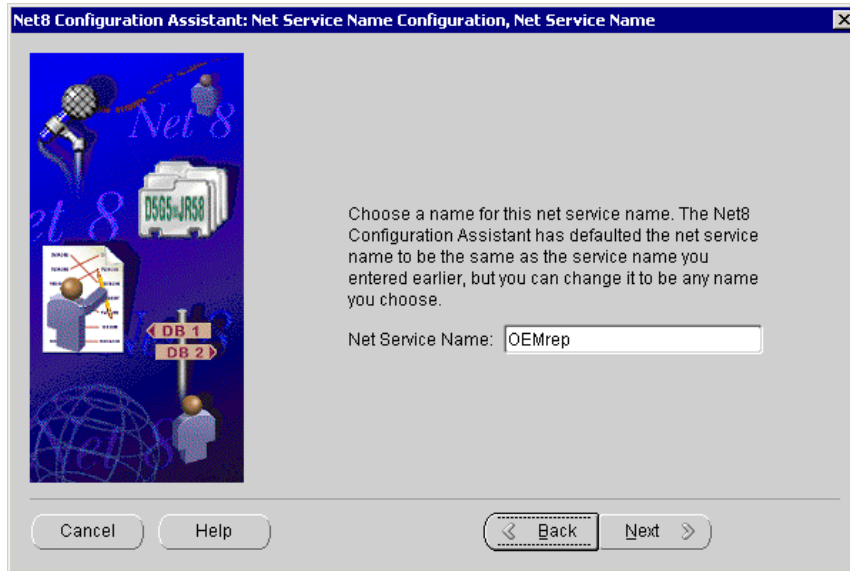 Net8 Configuration Assistant: Net Service Name Configuration, Net Service Name
Net 8
D5G5 JR58
DB 1
DB 2
Choose a name for this net service name. The Net8
Configuration Assistant has defaulted the net service
name to be the same as the service name you
entered earlier, but you can change it to be any name
you choose.
Net Service Name: OEMrep
Cancel
Help
Back
Next